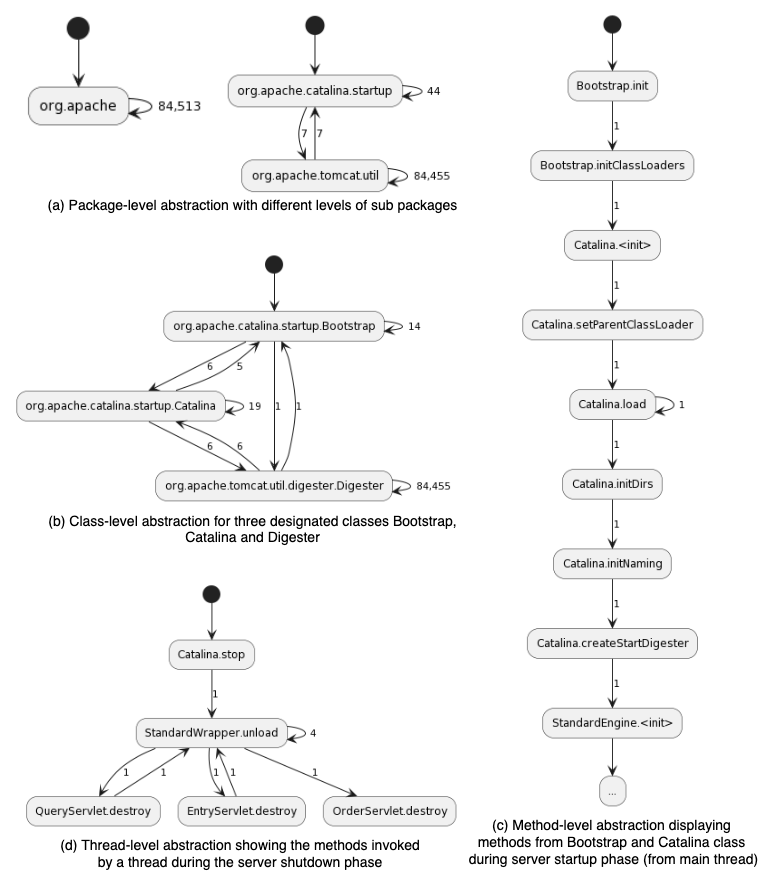 org.apache
84,513
org.apache.catalina.startup
44
7
7
org.apache.tomcat.util
84,455
(a) Package-level abstraction with different levels of sub packages
org.apache.catalina.startup.Bootstrap
14
6
5
org.apache.catalina.startup.Catalina
19
1
1
6
6
org.apache.tomcat.util.digester.Digester
84,455
(b) Class-level abstraction for three designated classes Bootstrap,
Catalina and Digester
Catalina.stop
1
StandardWrapper.unload
4
1
1
1
1
1
QueryServlet.destroy
EntryServlet.destroy
OrderServlet.destroy
(d) Thread-level abstraction showing the methods invoked
by a thread during the server shutdown phase
Bootstrap.init
1
Bootstrap.initClassLoaders
1
Catalina.<init>
1
Catalina.setParentClassLoader
1
Catalina.load
1
1
Catalina.initDirs
1
Catalina.initNaming
1
Catalina.createStartDigester
1
StandardEngine.<init>
...
(c) Method-level abstraction displaying
methods from Bootstrap and Catalina class
during server startup phase (from main thread)